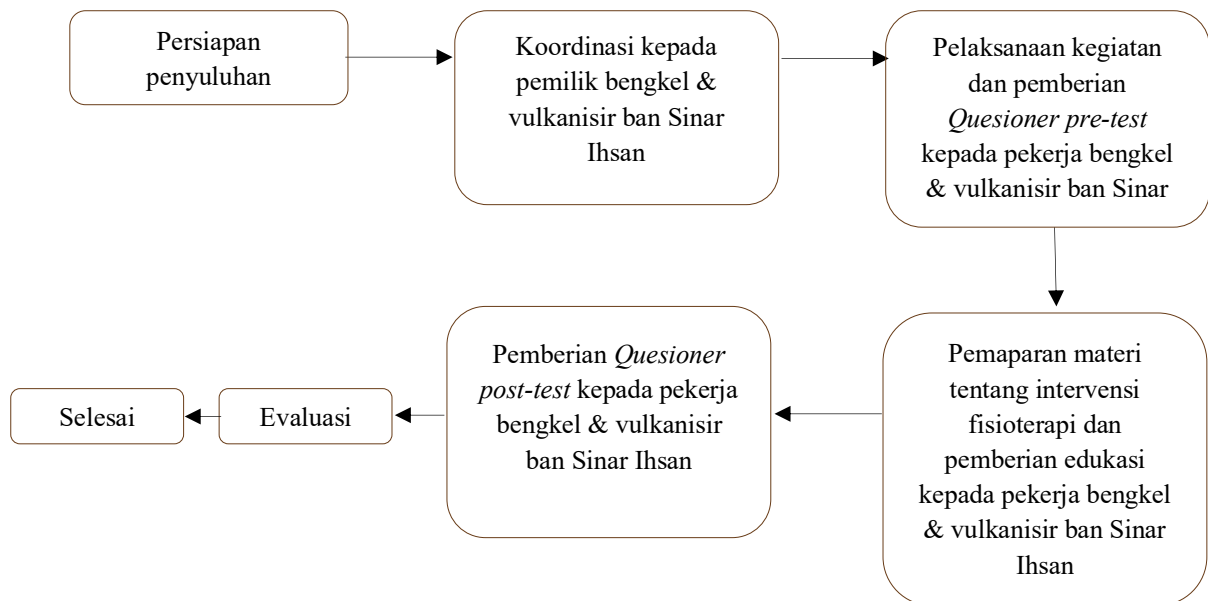 Persiapan
penyuluhan
Koordinasi kepada
pemilik bengkel &
vulkanisir ban Sinar
Ihsan
Pelaksanaan kegiatan
dan pemberian
Quesioner pre-test
kepada pekerja bengkel
& vulkanisir ban Sinar
Pemaparan materi
tentang intervensi
fisioterapi dan
pemberian edukasi
kepada pekerja bengkel
& vulkanisir ban Sinar
Ihsan
Pemberian Quesioner
post-test kepada pekerja
bengkel & vulkanisir
ban Sinar Ihsan
Evaluasi
Selesai